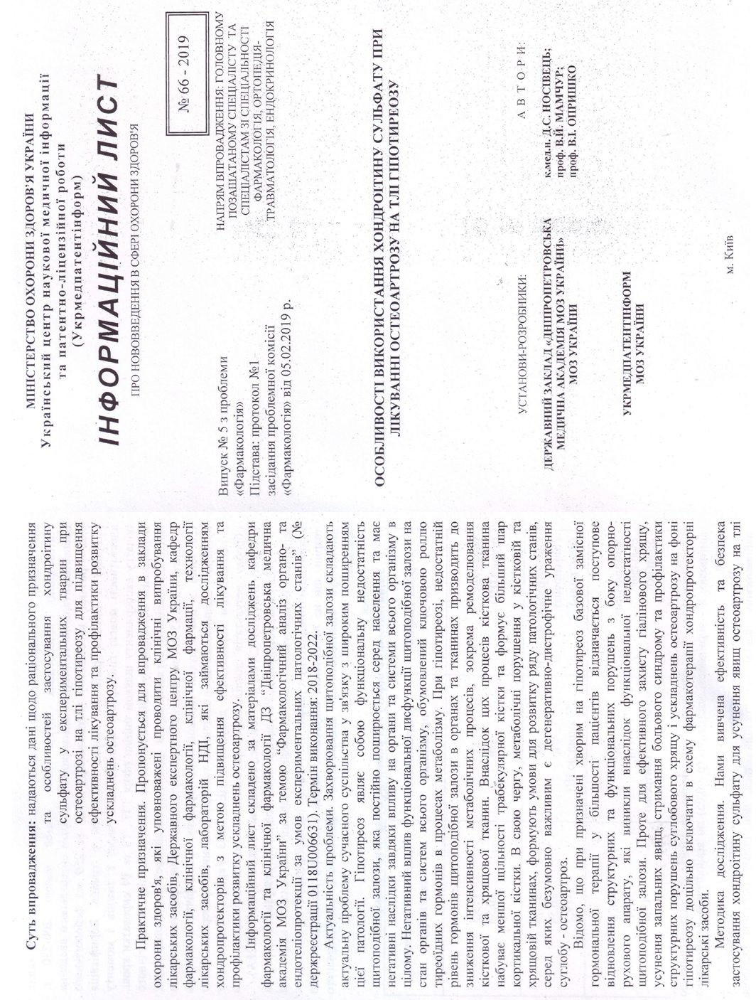 МІНІСТЕРСТВО ОХОРОНИ ЗДОРОВ'Я УКРАЇНИ
Український центр наукової медичної інформації
та патентно-ліцензійної роботи
(Укрмедпатентінформ)
ІНФОРМАЦІЙНИЙ ЛИСТ
ПРО НОВОВВЕДЕННЯ В СФЕРІ ОХОРОНИ ЗДОРОВ'Я
№ 66 - 2019
Випуск № 5 з проблеми
«Фармакологія»
Підстава: протокол №1
засідання проблемної комісії
«Фармакологія» від 05.02.2019 р.
НАПРЯМ ВПРОВАДЖЕННЯ: ГОЛОВНОМУ
ПОЗАШАТАНОМУ СПЕЦІАЛІСТУ ТА
СПЕЦІАЛІСТАМ ЗІ СПЕЦІАЛЬНОСТІ
ФАРМАКОЛОГІЯ, ОРТОПЕДІЯ-
ТРАВМАТОЛОГІЯ, ЕНДОКРИНОЛОГІЯ
ОСОБЛИВОСТІ ВИКОРИСТАННЯ ХОНДРОІТИНУ СУЛЬФАТУ ПРИ
ЛІКУВАННІ ОСТЕОАРТРОЗУ НА ТЛІ ГІПОТИРЕОЗУ
УСТАНОВИ-РОЗРОБНИКИ:
ДЕРЖАВНИЙ ЗАКЛАД «ДНІПРОПЕТРОВСЬКА
МЕДИЧНА АКАДЕМІЯ МОЗ УКРАЇНИ»
МОЗ УКРАЇНИ
А В Т О Р И:
к.мед.н. Д.С. НОСІВЕЦЬ;
проф. В.Й. МАМЧУР;
проф. В.І. ОПРИШКО
УКРМЕДПАТЕНТІНФОРМ
МОЗ УКРАЇНИ
м. Київ
Суть впровадження: надаються дані щодо раціонального призначення
та особливостей застосування хондроїтину
сульфату у експериментальних тварин при
остеоартрозі на тлі гіпотиреозу для підвищення
ефективності лікування та профілактики розвитку
ускладнень остеоартрозу.
Практичне призначення. Пропонується для впровадження в заклади
охорони здоров'я, які уповноважені проводити клінічні випробування
лікарських засобів, Державного експертного центру МОЗ України, кафедр
фармакології, клінічної фармакології, клінічної фармації, технології
лікарських засобів, лабораторій НДІ, які займаються дослідженням
хондропротекторів з метою підвищення ефективності лікування та
профілактики розвитку ускладнень остеоартрозу.
Інформаційний лист складено за матеріалами досліджень кафедри
фармакології та клінічної фармакології ДЗ "Дніпропетровська медична
академія МОЗ України" за темою "Фармакологічний аналіз органо- та
ендотеліопротекції за умов експериментальних патологічних станів" (№
держреєстрації 0118U006631). Термін виконання: 2018-2022.
Актуальність проблеми. Захворювання щитоподібної залози складають
актуальну проблему сучасного суспільства у зв'язку з широким поширенням
цієї патології. Гіпотиреоз являє собою функціональну недостатність
щитоподібної залози, яка постійно поширюється серед населення та має
негативні наслідки завдяки впливу на органи та системи всього організму в
цілому. Негативний вплив функціональної дисфункції щитоподібної залози на
стан органів та систем всього організму, обумовлений ключовою роллю
тиреоїдних гормонів в процесах метаболізму. При гіпотиреозі, недостатній
рівень гормонів щитоподібної залози в органах та тканинах призводить до
зниження інтенсивності метаболічних процесів, зокрема ремоделювання
кісткової та хрящової тканин. Внаслідок цих процесів кісткова тканина
набуває меншої щільності трабекулярної кістки та формує більший шар
кортикальної кістки. В свою чергу, метаболічні порушення у кістковій та
хрящовій тканинах, формують умови для розвитку ряду патологічних станів,
серед яких безумовно важливим є дегенеративно-дистрофічне ураження
суглобу - остеоартроз.
Відомо, що при призначені хворим на гіпотиреоз базової замісної
гормональної терапії у більшості пацієнтів відзначається поступове
відновлення структурних та функціональних порушень з боку опорно-
рухового апарату, які виникли внаслідок функціональної недостатності
щитоподібної залози. Проте для ефективного захисту гіалінового хрящу,
усунення запальних явищ, стримання больового синдрому та профілактики
структурних порушень суглобового хрящу і ускладнень остеоартрозу на фоні
гіпотиреозу доцільно включати в схему фармакотерапії хондропротекторні
лікарські засоби.
Методика дослідження. Нами вивчена ефективність та безпека
застосування хондроїтину сульфату для усунення явищ остеоартрозу на тлі